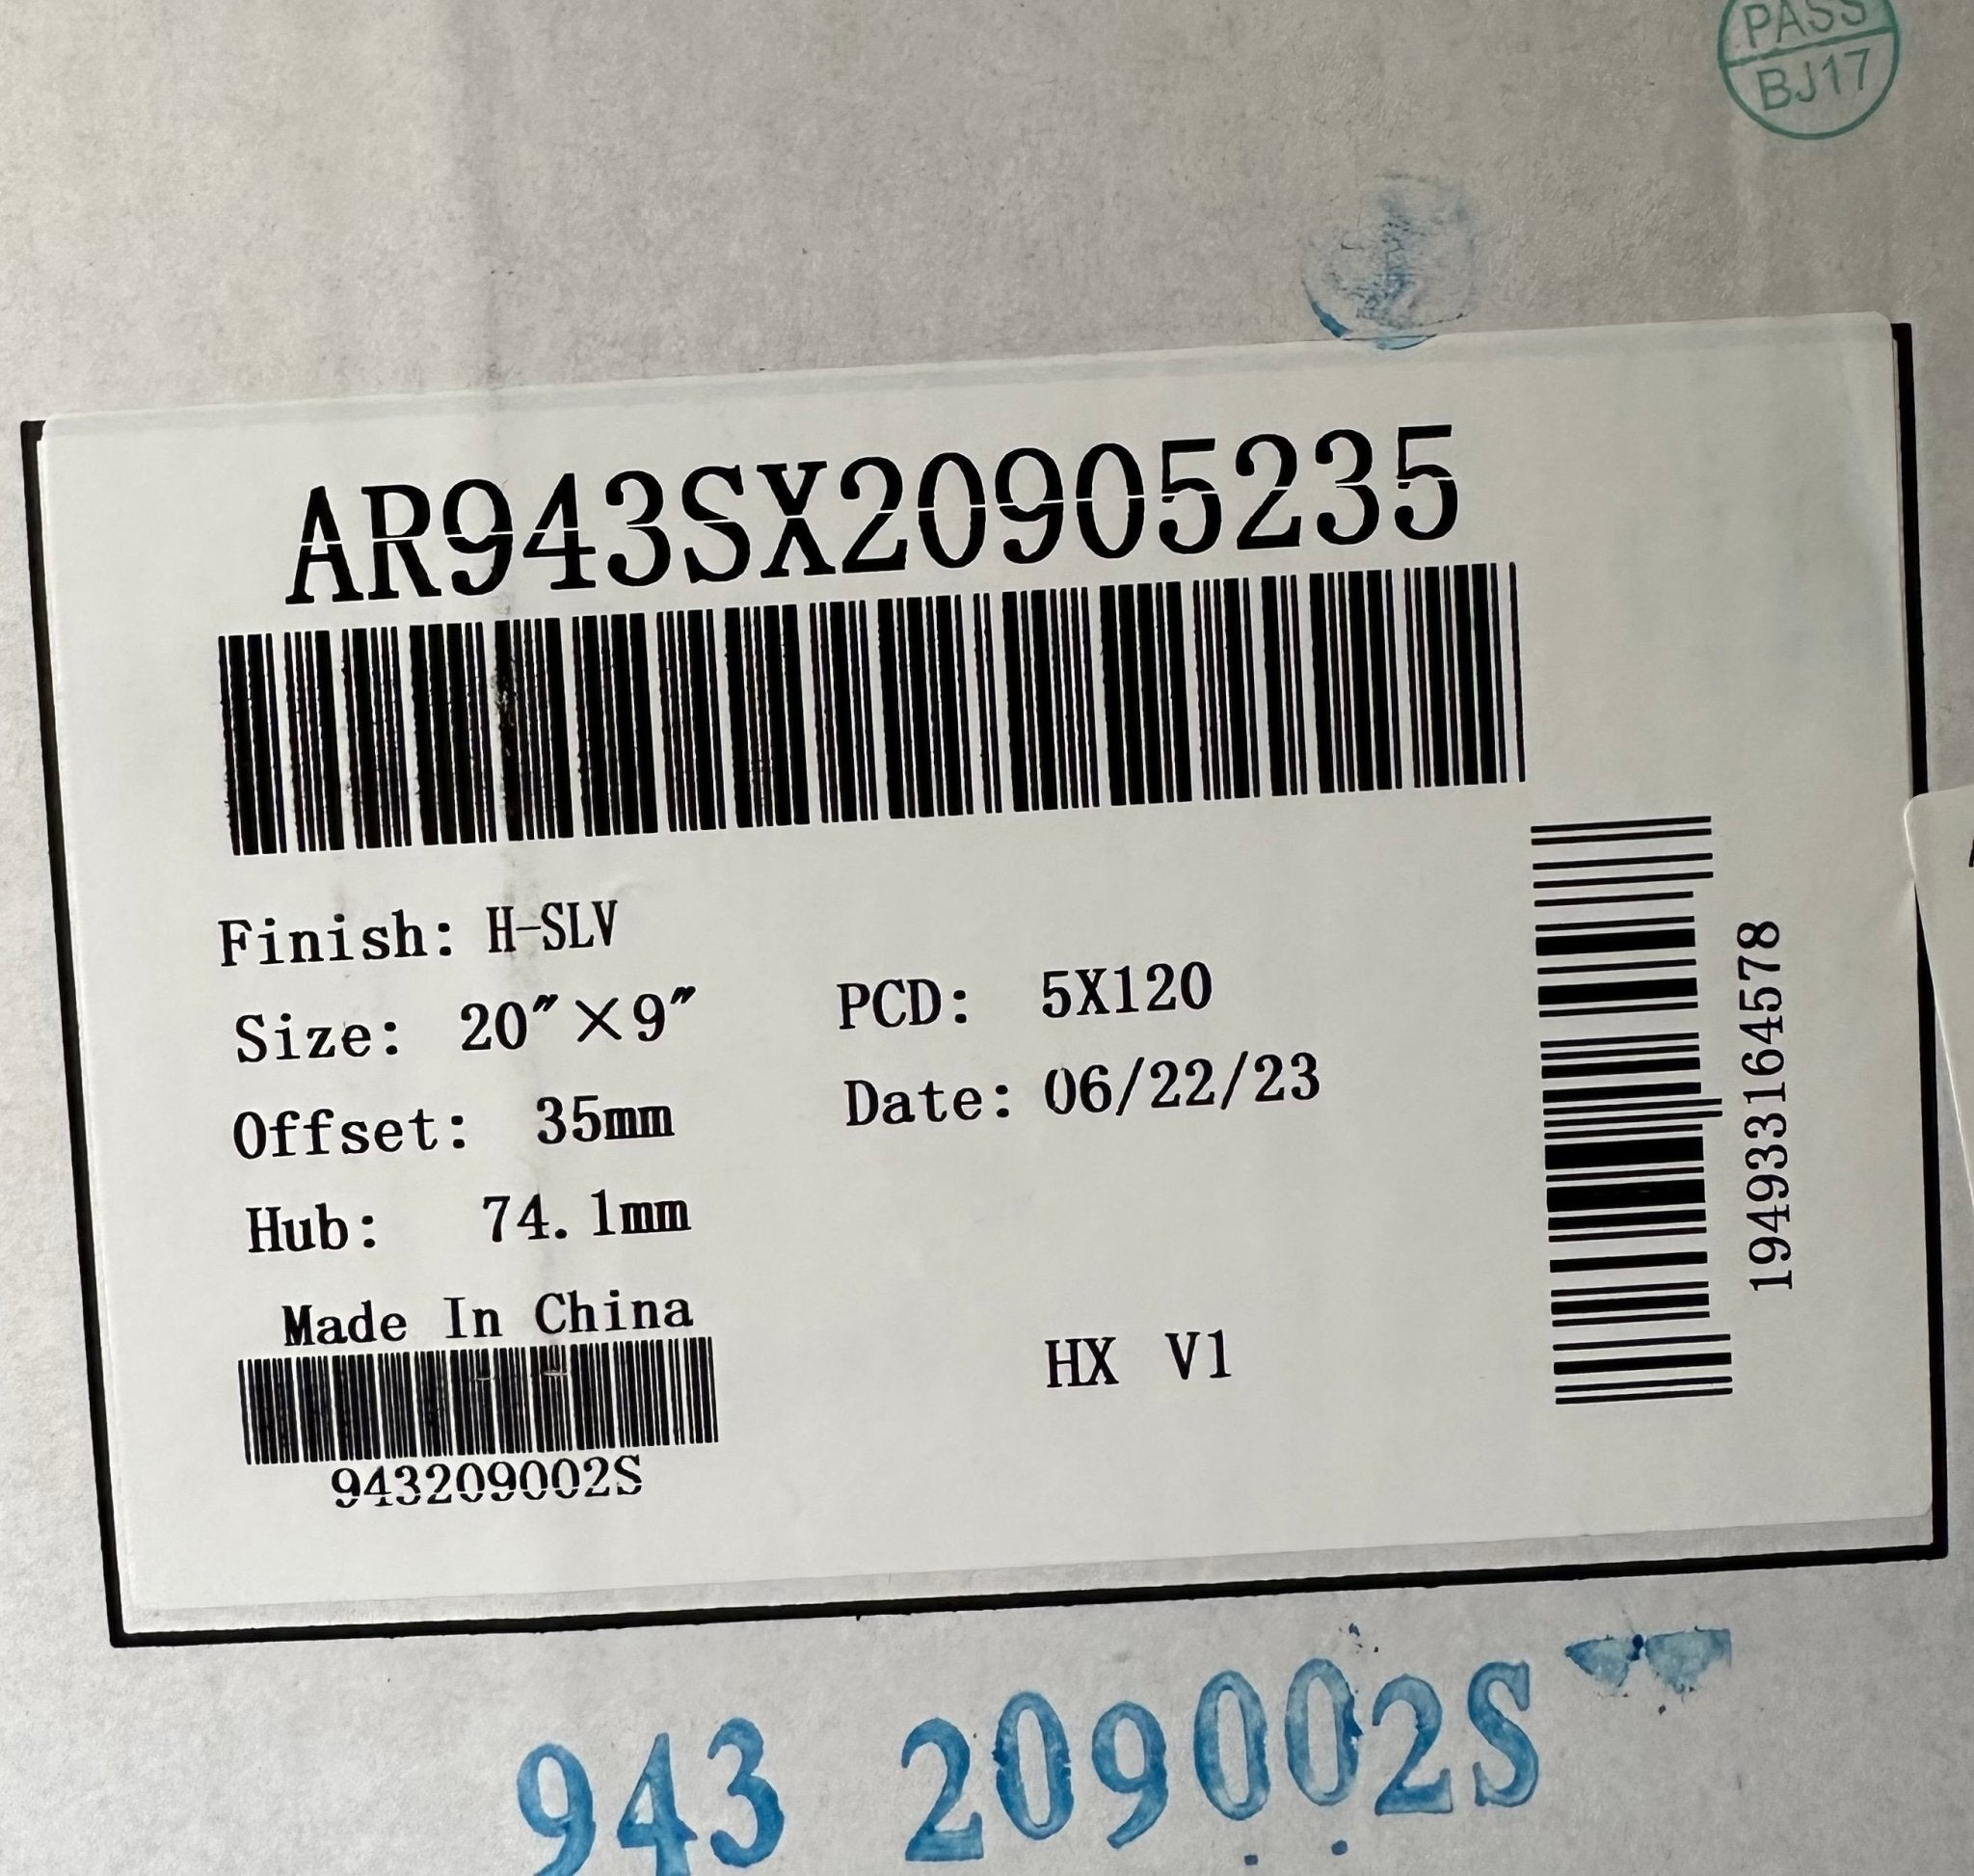 PASS
BJ17
AR943SX20905235
Finish: H-SLV
Size: 20"×9"
PCD: 5X120
Offset: 35mm
Date: 06/22/23
Hub: 74.1mm
Made In China
HX V1
943209002S
194933164578
943 209002S